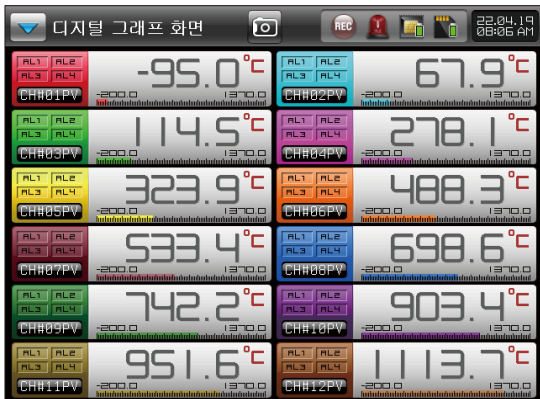 디지털 그래프 화면 REC 22.04.19
08:06 AM
AL1 AL2 AL3 AL4 CH#01PV -95.0°C -200.0 1370.0
AL1 AL2 AL3 AL4 CH#02PV 67.9°C -200.0 1370.0
AL1 AL2 AL3 AL4 CH#03PV 114.5°C -200.0 1370.0
AL1 AL2 AL3 AL4 CH#04PV 278.1°C -200.0 1370.0
AL1 AL2 AL3 AL4 CH#05PV 323.9°C -200.0 1370.0
AL1 AL2 AL3 AL4 CH#06PV 488.3°C -200.0 1370.0
AL1 AL2 AL3 AL4 CH#07PV 533.4°C -200.0 1370.0
AL1 AL2 AL3 AL4 CH#08PV 698.6°C -200.0 1370.0
AL1 AL2 AL3 AL4 CH#09PV 742.2°C -200.0 1370.0
AL1 AL2 AL3 AL4 CH#10PV 903.4°C -200.0 1370.0
AL1 AL2 AL3 AL4 CH#11PV 951.6°C -200.0 1370.0
AL1 AL2 AL3 AL4 CH#12PV 1113.7°C -200.0 1370.0